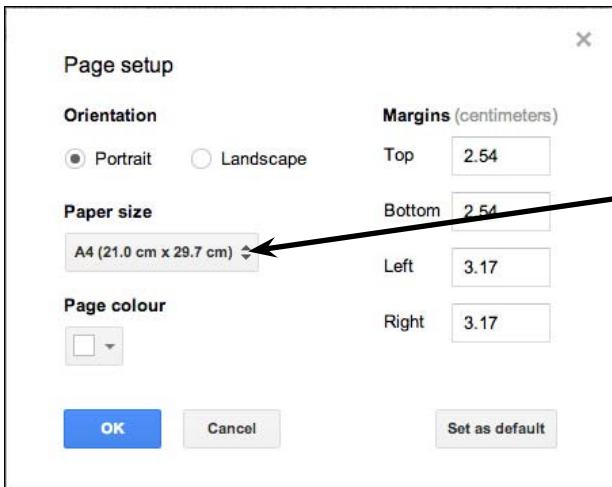 Page setup
Orientation
Portrait
Landscape
Paper size
A4 (21.0 cm x 29.7 cm)
Page colour
Margins (centimeters)
Top 2.54
Bottom 2.54
Left 3.17
Right 3.17
OK
Cancel
Set as default